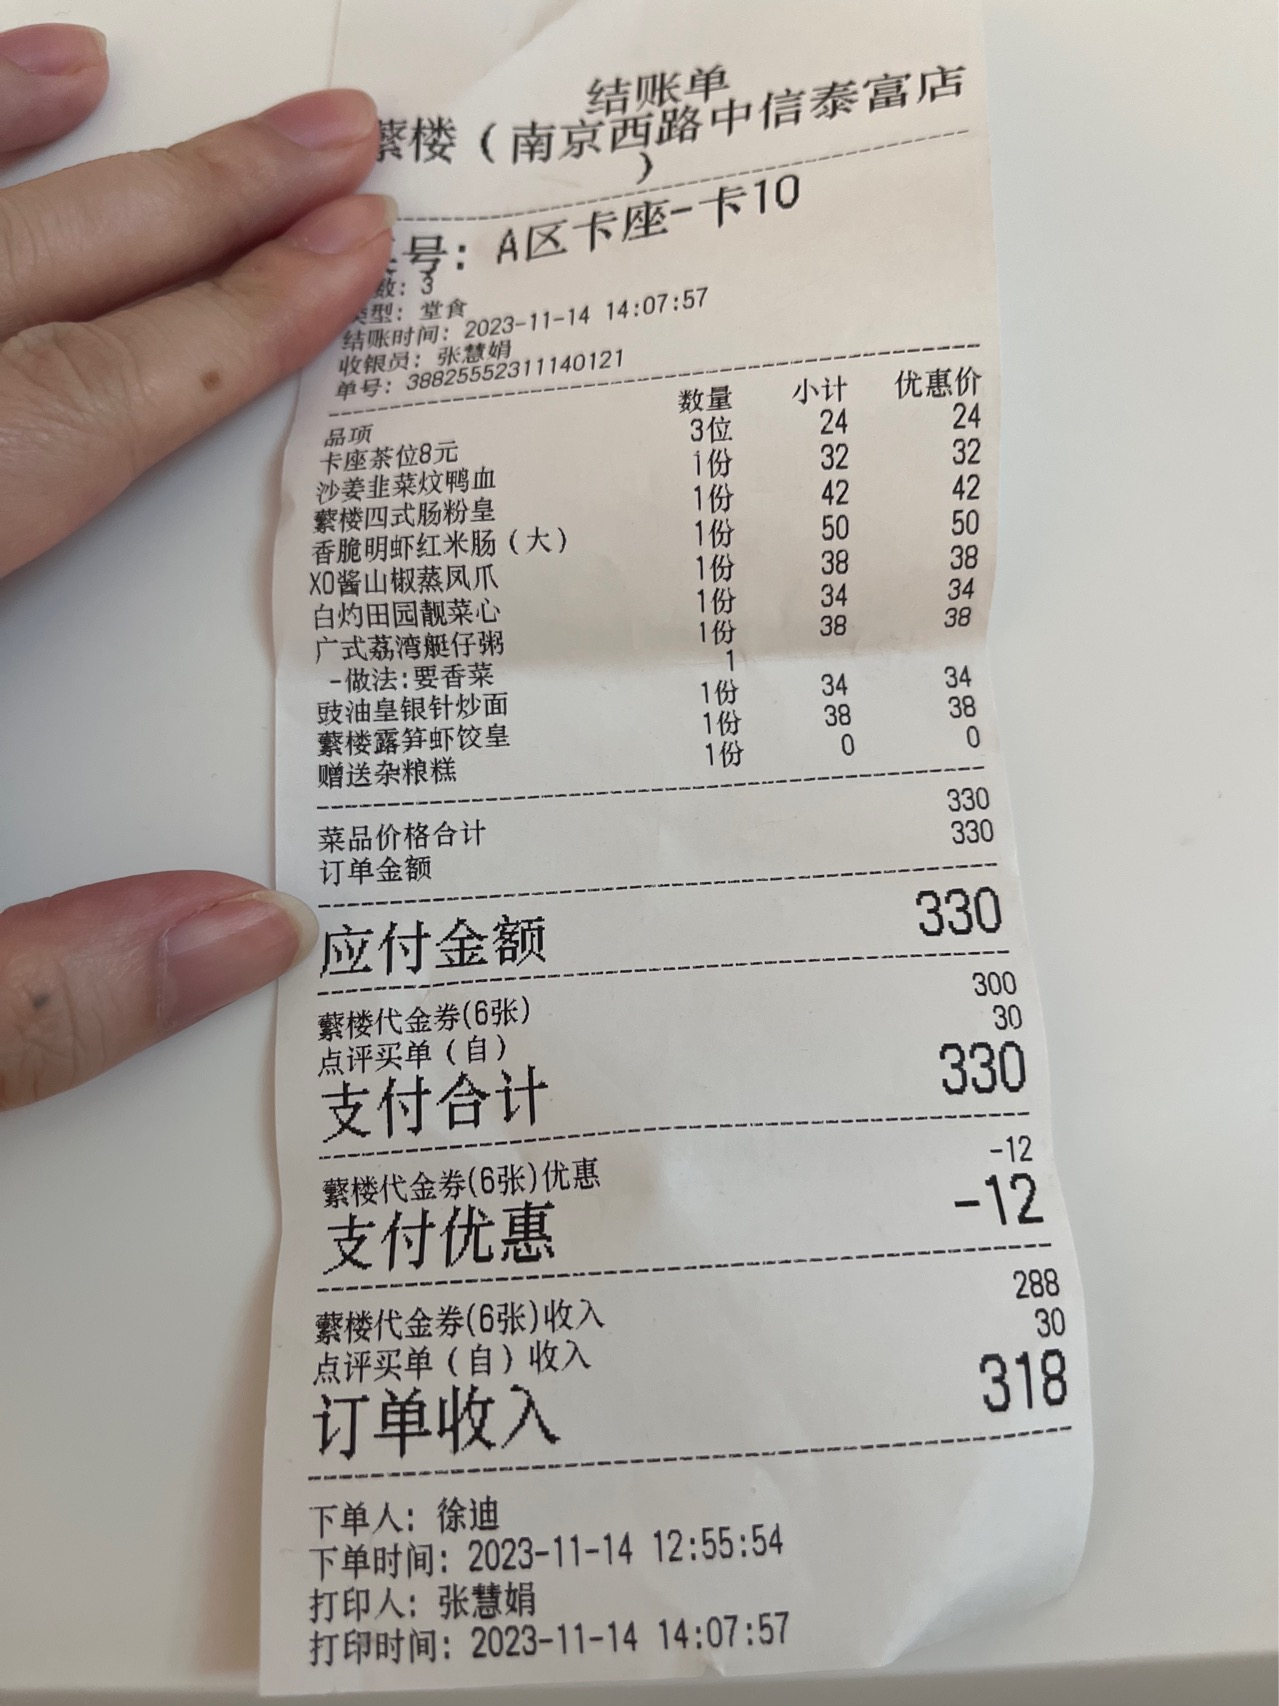 结账单
蘩楼（南京西路中信泰富店
）
号：A区卡座-卡10
数：3
类型：堂食
结账时间：2023-11-14 14:07:57
收银员：张慧娟
单号：388255552311140121
品项 数量 小计 优惠价
卡座茶位8元 3位 24 24
沙姜韭菜炆鸭血 1份 32 32
蘩楼四式肠粉皇 1份 42 42
香脆明虾红米肠（大） 1份 50 50
XO酱山椒蒸凤爪 1份 38 38
白灼田园靓菜心 1份 34 34
广式荔湾艇仔粥 1份 38 38
-做法:要香菜 1
豉油皇银针炒面 1份 34 34
蘩楼露笋虾饺皇 1份 38 38
赠送杂粮糕 1份 0 0
菜品价格合计 330
订单金额 330
应付金额 330
蘩楼代金券(6张) 300
点评买单（自） 30
支付合计 330
蘩楼代金券(6张)优惠 -12
支付优惠 -12
蘩楼代金券(6张)收入 288
点评买单（自）收入 30
订单收入 318
下单人：徐迪
下单时间：2023-11-14 12:55:54
打印人：张慧娟
打印时间：2023-11-14 14:07:57